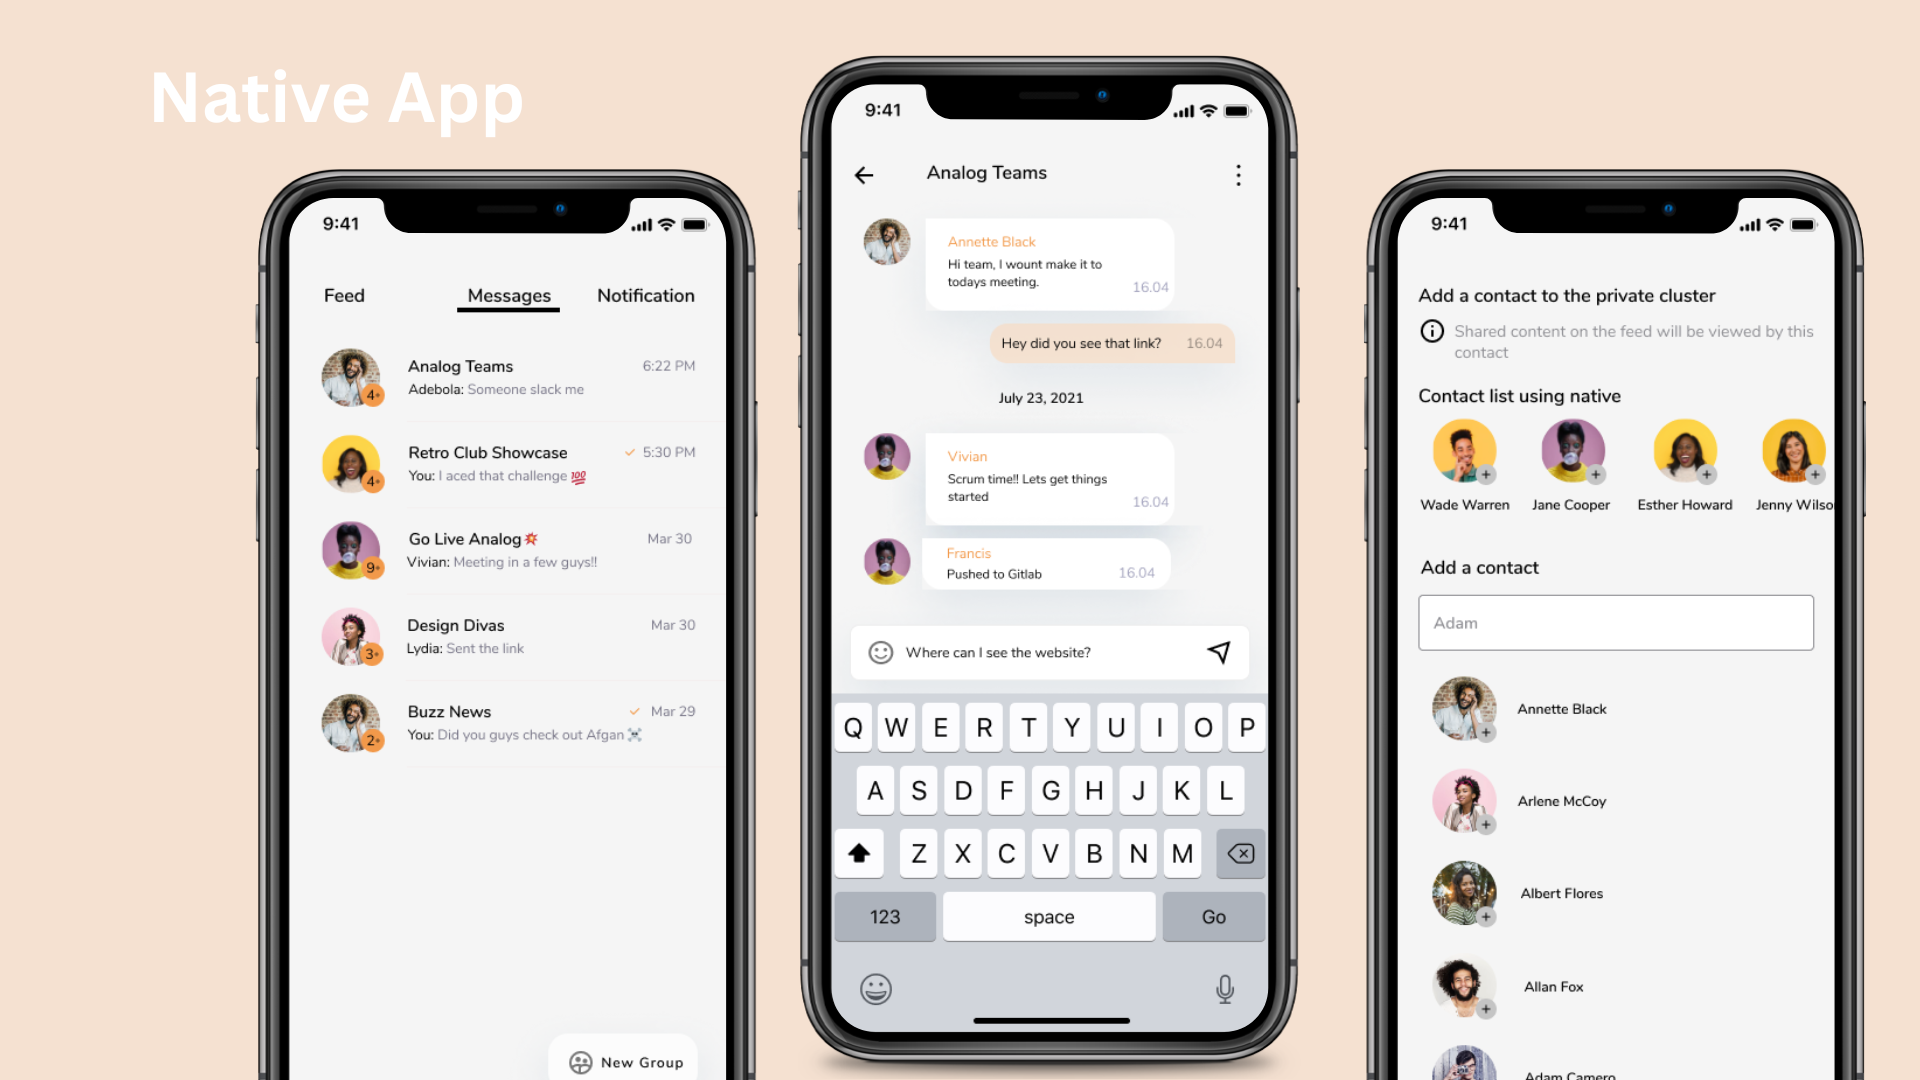 Native App
9:41
Feed Messages Notification
Analog Teams 6:22 PM
Adebola: Someone slack me
4+
Retro Club Showcase 5:30 PM
You: I aced that challenge 💯
4+
Go Live Analog💥 Mar 30
Vivian: Meeting in a few guys!!
9+
Design Divas Mar 30
Lydia: Sent the link
3+
Buzz News Mar 29
You: Did you guys check out Afgan ☠️
2+
New Group
9:41
Analog Teams
Annette Black
Hi team, I wount make it to
todays meeting.
16.04
Hey did you see that link? 16.04
July 23, 2021
Vivian
Scrum time!! Lets get things
started
16.04
Francis
Pushed to Gitlab 16.04
Where can I see the website?
Q W E R T Y U I O P
A S D F G H J K L
Z X C V B N M
123 space Go
9:41
Add a contact to the private cluster
Shared content on the feed will be viewed by this
contact
Contact list using native
Wade Warren Jane Cooper Esther Howard Jenny Wilso
Add a contact
Adam
Annette Black
Arlene McCoy
Albert Flores
Allan Fox
Adam Camero